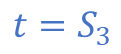 t = S₃